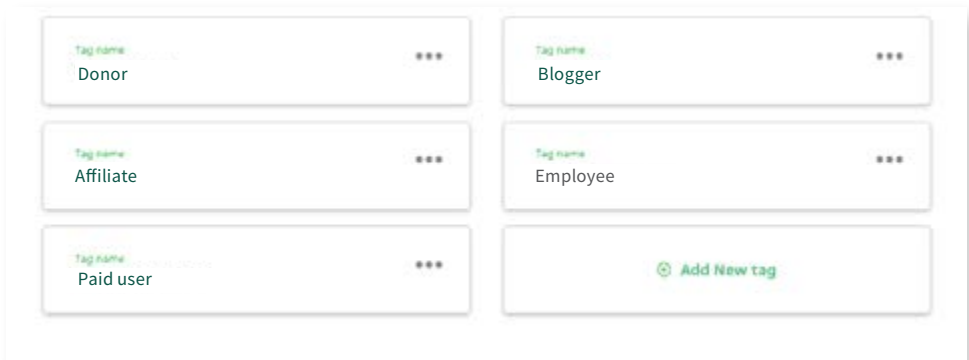 Tag name
Donor
Tag name
Blogger
Tag name
Affiliate
Tag name
Employee
Tag name
Paid user
Add New tag